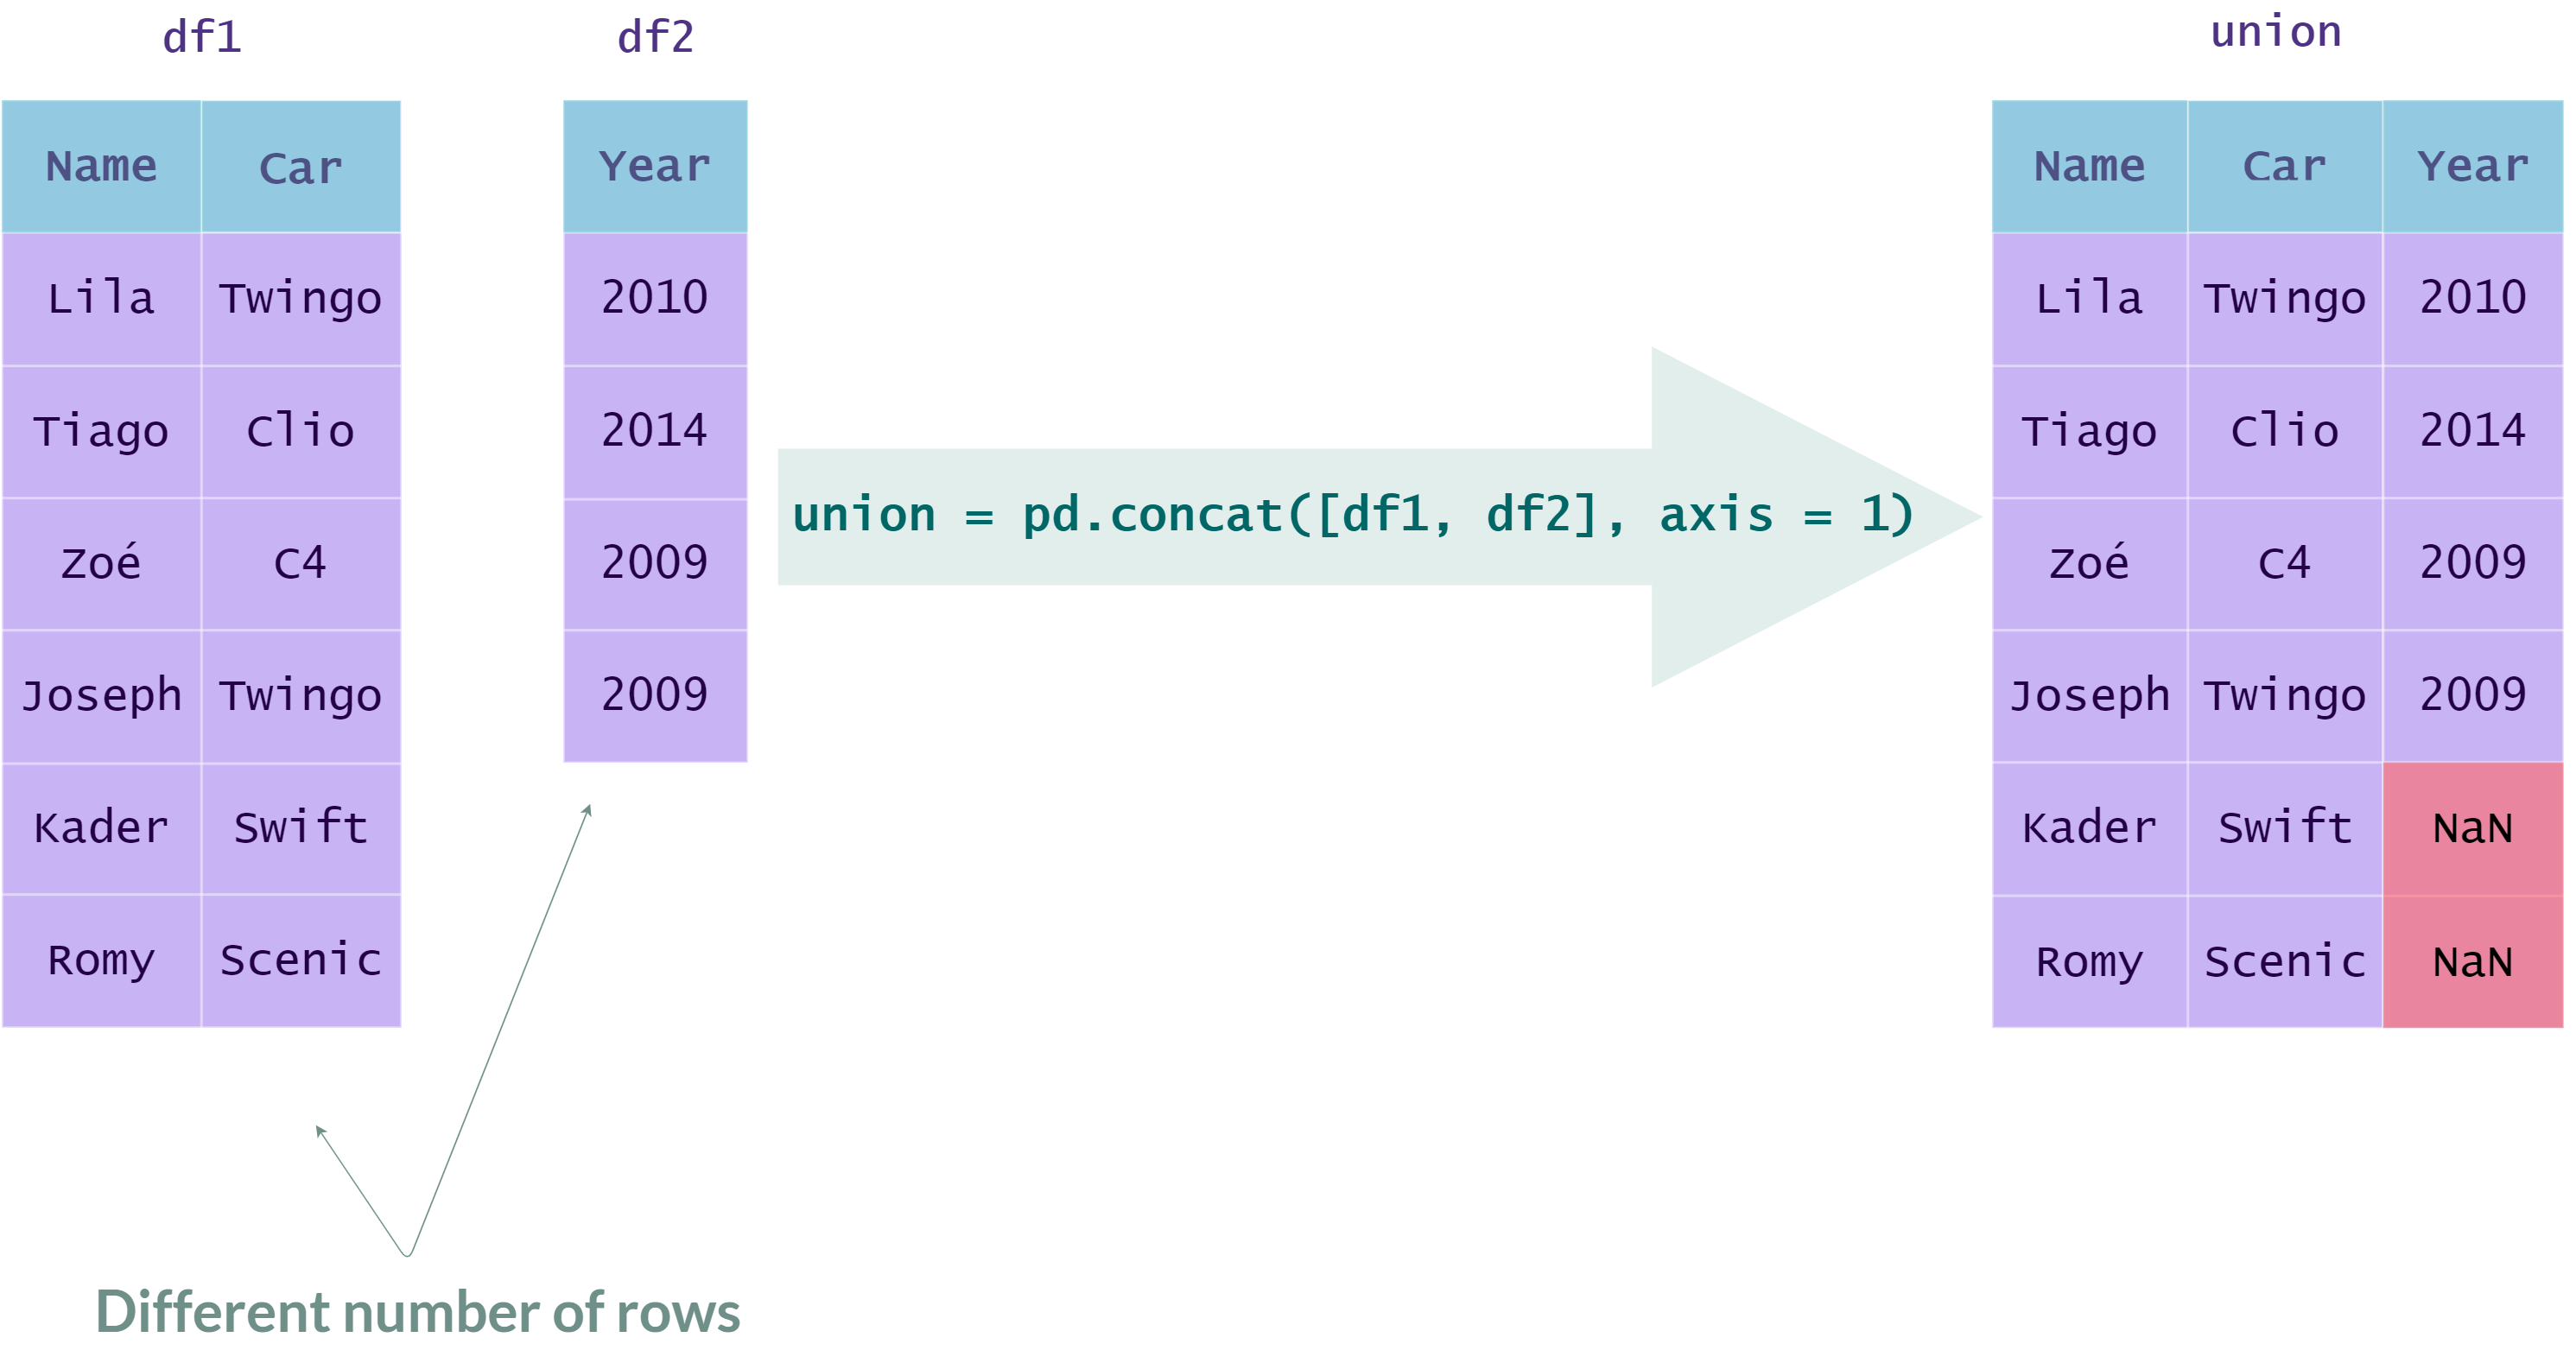 df1
Name Car
Lila Twingo
Tiago Clio
Zoé C4
Joseph Twingo
Kader Swift
Romy Scenic
df2
Year
2010
2014
2009
2009
Different number of rows
union = pd.concat([df1, df2], axis = 1)
union
Name Car Year
Lila Twingo 2010
Tiago Clio 2014
Zoé C4 2009
Joseph Twingo 2009
Kader Swift NaN
Romy Scenic NaN